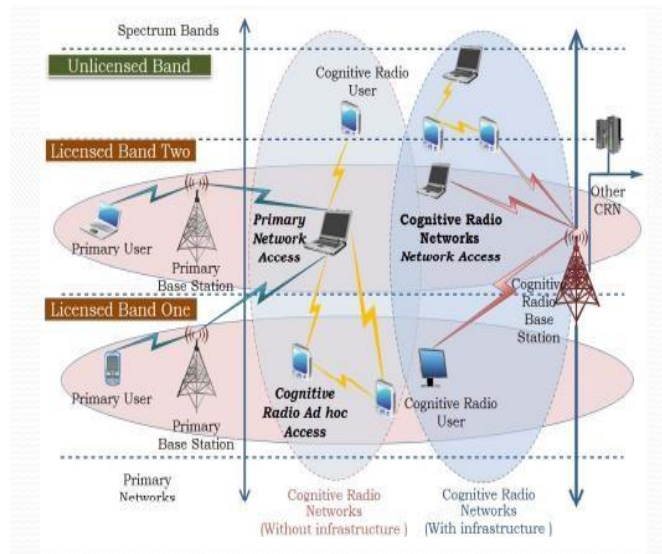 Spectrum Bands
Unlicensed Band
Cognitive Radio
User
Licensed Band Two
Primary User
Primary
Base Station
Primary
Network
Access
Cognitive Radio
Networks
Network Access
Other
CRN
Cognitive
Radio
Base
Station
Licensed Band One
Primary User
Primary
Base Station
Cognitive
Radio Ad hoc
Access
Cognitive Radio
User
Primary
Networks
Cognitive Radio
Networks
(Without infrastructure )
Cognitive Radio
Networks
(With infrastructure )